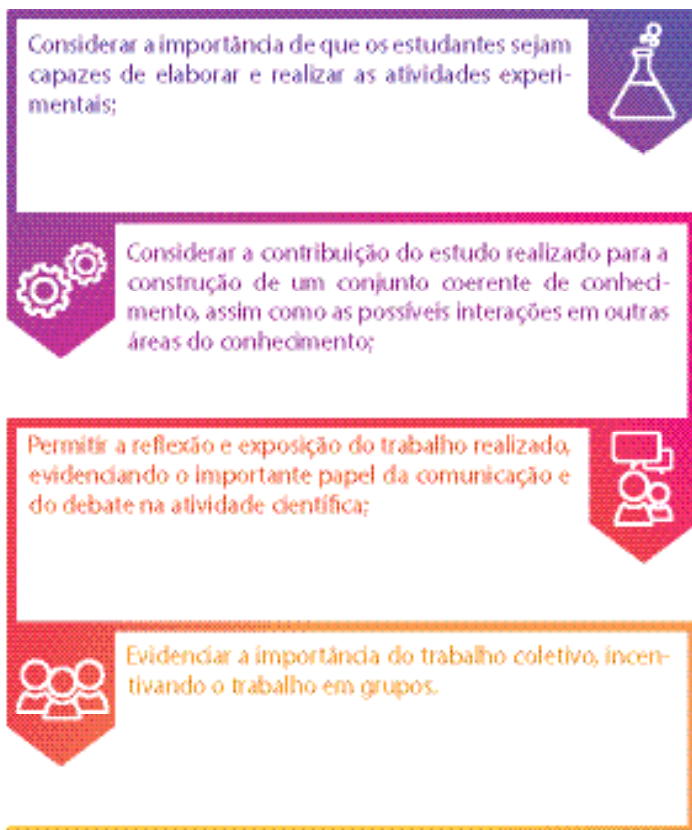 Considerar a importância de que os estudantes sejam
capazes de elaborar e realizar as atividades experi-
mentais;
Considerar a contribuição do estudo realizado para a
construção de um conjunto coerente de conheci-
mento, assim como as possíveis interações em outras
áreas do conhecimento;
Permitir a reflexão e exposição do trabalho realizado,
evidenciando o importante papel da comunicação e
do debate na atividade científica;
Evidenciar a importância do trabalho coletivo, incen-
tivando o trabalho em grupos.